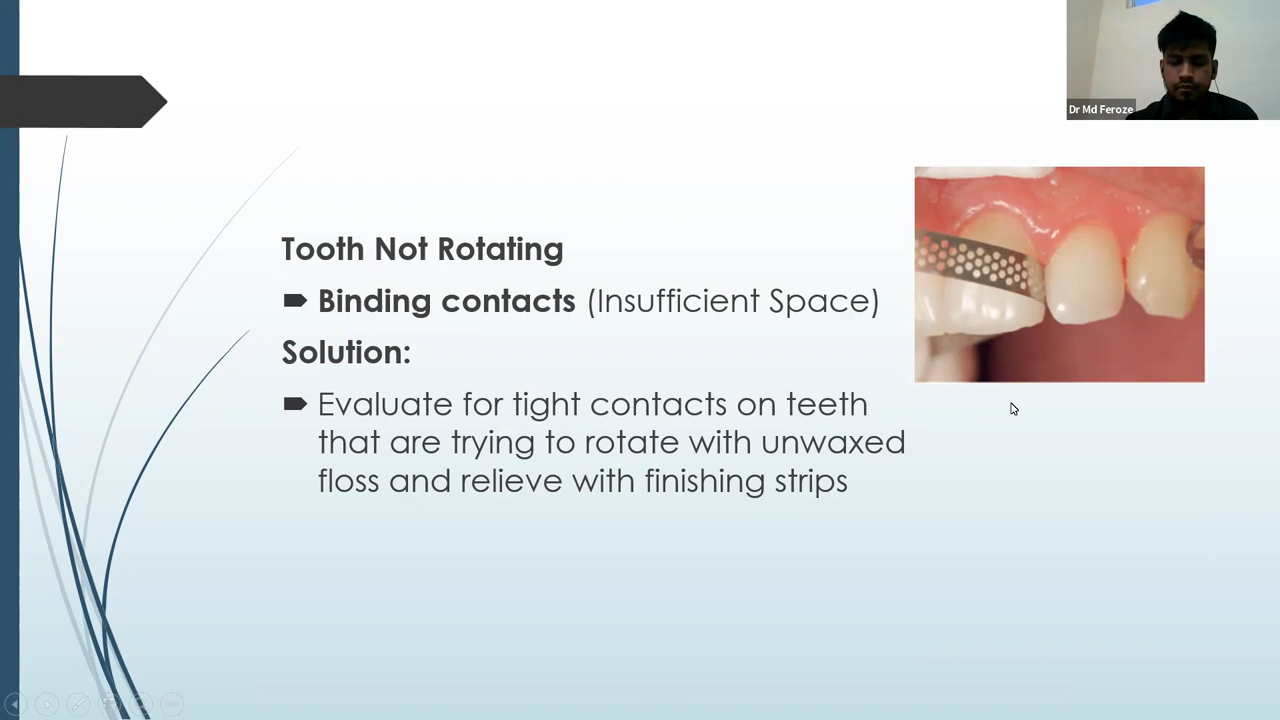 Dr Md Feroze
Tooth Not Rotating
Binding contacts (Insufficient Space)
Solution:
Evaluate for tight contacts on teeth
that are trying to rotate with unwaxed
floss and relieve with finishing strips